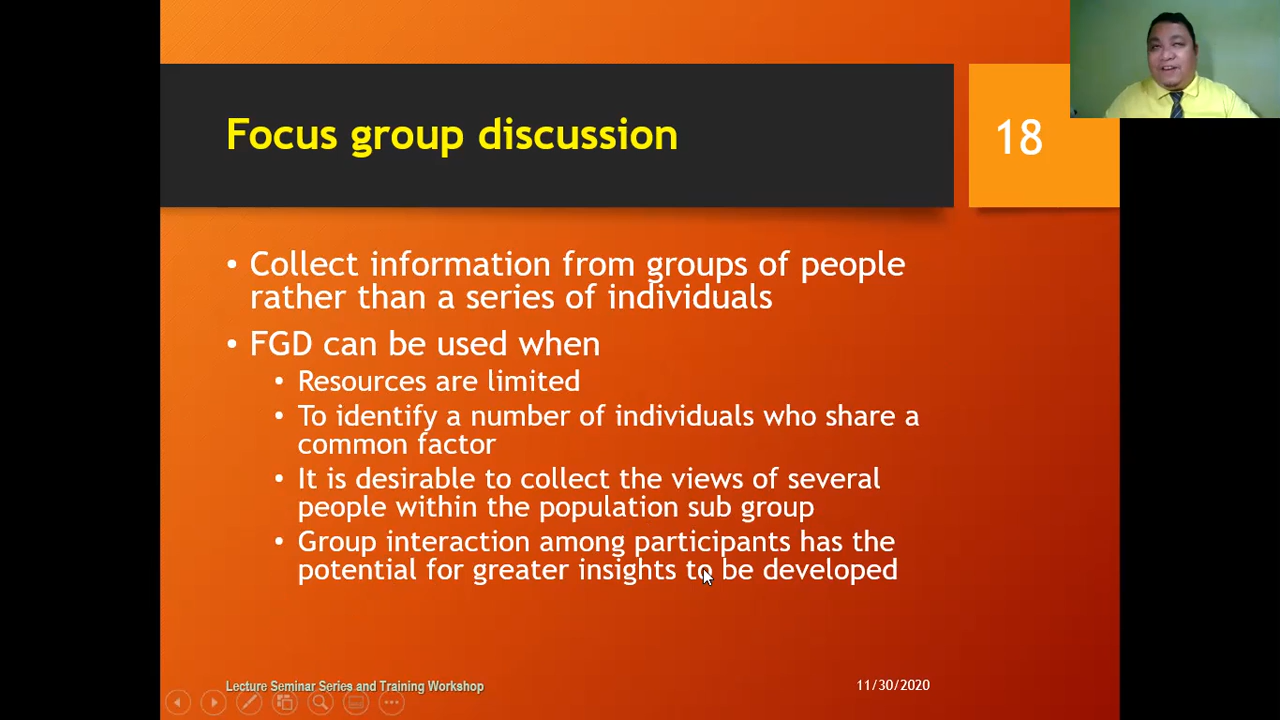 Focus group discussion
18
• Collect information from groups of people
rather than a series of individuals
• FGD can be used when
• Resources are limited
• To identify a number of individuals who share a
common factor
• It is desirable to collect the views of several
people within the population sub group
• Group interaction among participants has the
potential for greater insights to be developed
Lecture Seminar Series and Training Workshop
11/30/2020